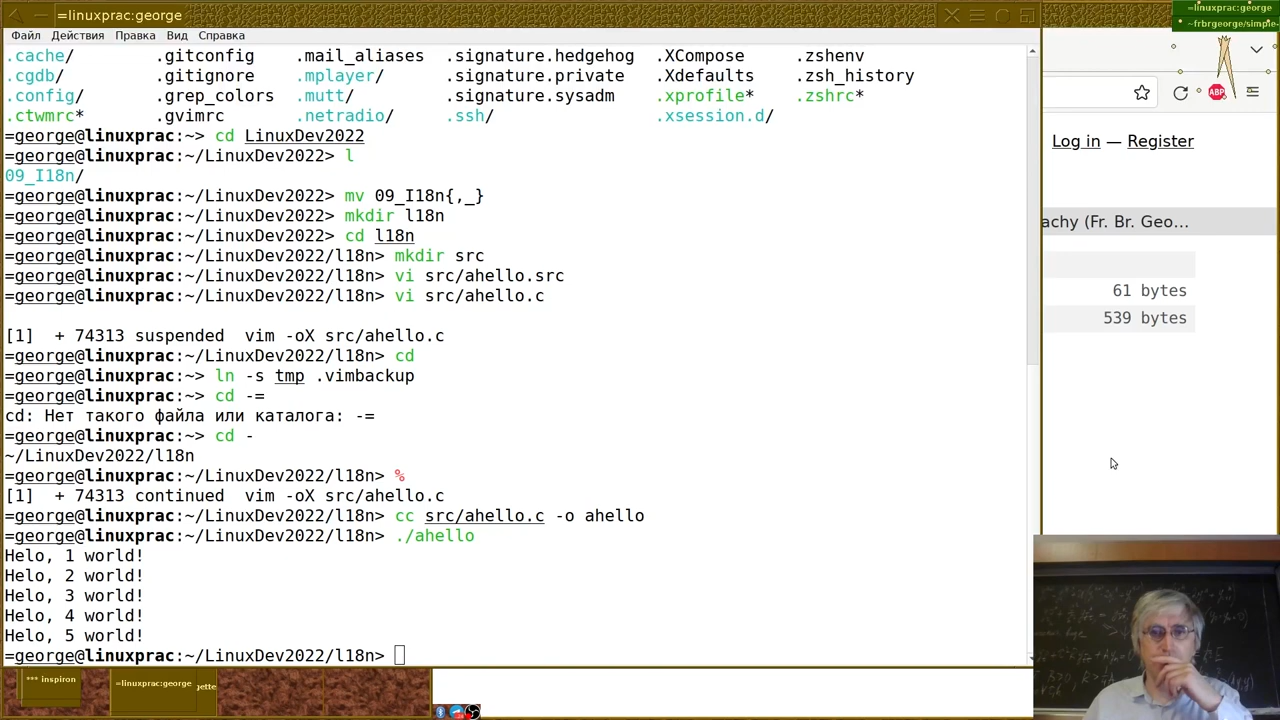 =linuxprac:george
=linuxprac:george
~frbrgeorge/simple-
Файл Действия Правка Вид Справка
.cache/ .gitconfig .mail_aliases .signature.hedgehog .XCompose .zshenv
.cgdb/ .gitignore .mplayer/ .signature.private .Xdefaults .zsh_history
.config/ .grep_colors .mutt/ .signature.sysadm .xprofile* .zshrc*
.ctwmrc* .gvimrc .netradio/ .ssh/ .xsession.d/
=george@linuxprac:~> cd LinuxDev2022
=george@linuxprac:~/LinuxDev2022> l
09_I18n/
=george@linuxprac:~/LinuxDev2022> mv 09_I18n{,_}
=george@linuxprac:~/LinuxDev2022> mkdir l18n
=george@linuxprac:~/LinuxDev2022> cd l18n
=george@linuxprac:~/LinuxDev2022/l18n> mkdir src
=george@linuxprac:~/LinuxDev2022/l18n> vi src/ahello.src
=george@linuxprac:~/LinuxDev2022/l18n> vi src/ahello.c
[1]  + 74313 suspended  vim -oX src/ahello.c
=george@linuxprac:~/LinuxDev2022/l18n> cd
=george@linuxprac:~> ln -s tmp .vimbackup
=george@linuxprac:~> cd -=
cd: Нет такого файла или каталога: -=
=george@linuxprac:~> cd -
~/LinuxDev2022/l18n
=george@linuxprac:~/LinuxDev2022/l18n> %
[1]  + 74313 continued  vim -oX src/ahello.c
=george@linuxprac:~/LinuxDev2022/l18n> cc src/ahello.c -o ahello
=george@linuxprac:~/LinuxDev2022/l18n> ./ahello
Helo, 1 world!
Helo, 2 world!
Helo, 3 world!
Helo, 4 world!
Helo, 5 world!
=george@linuxprac:~/LinuxDev2022/l18n>
ABP
Log in — Register
achy (Fr. Br. Geo...
61 bytes
539 bytes
*** inspiron
=linuxprac:george